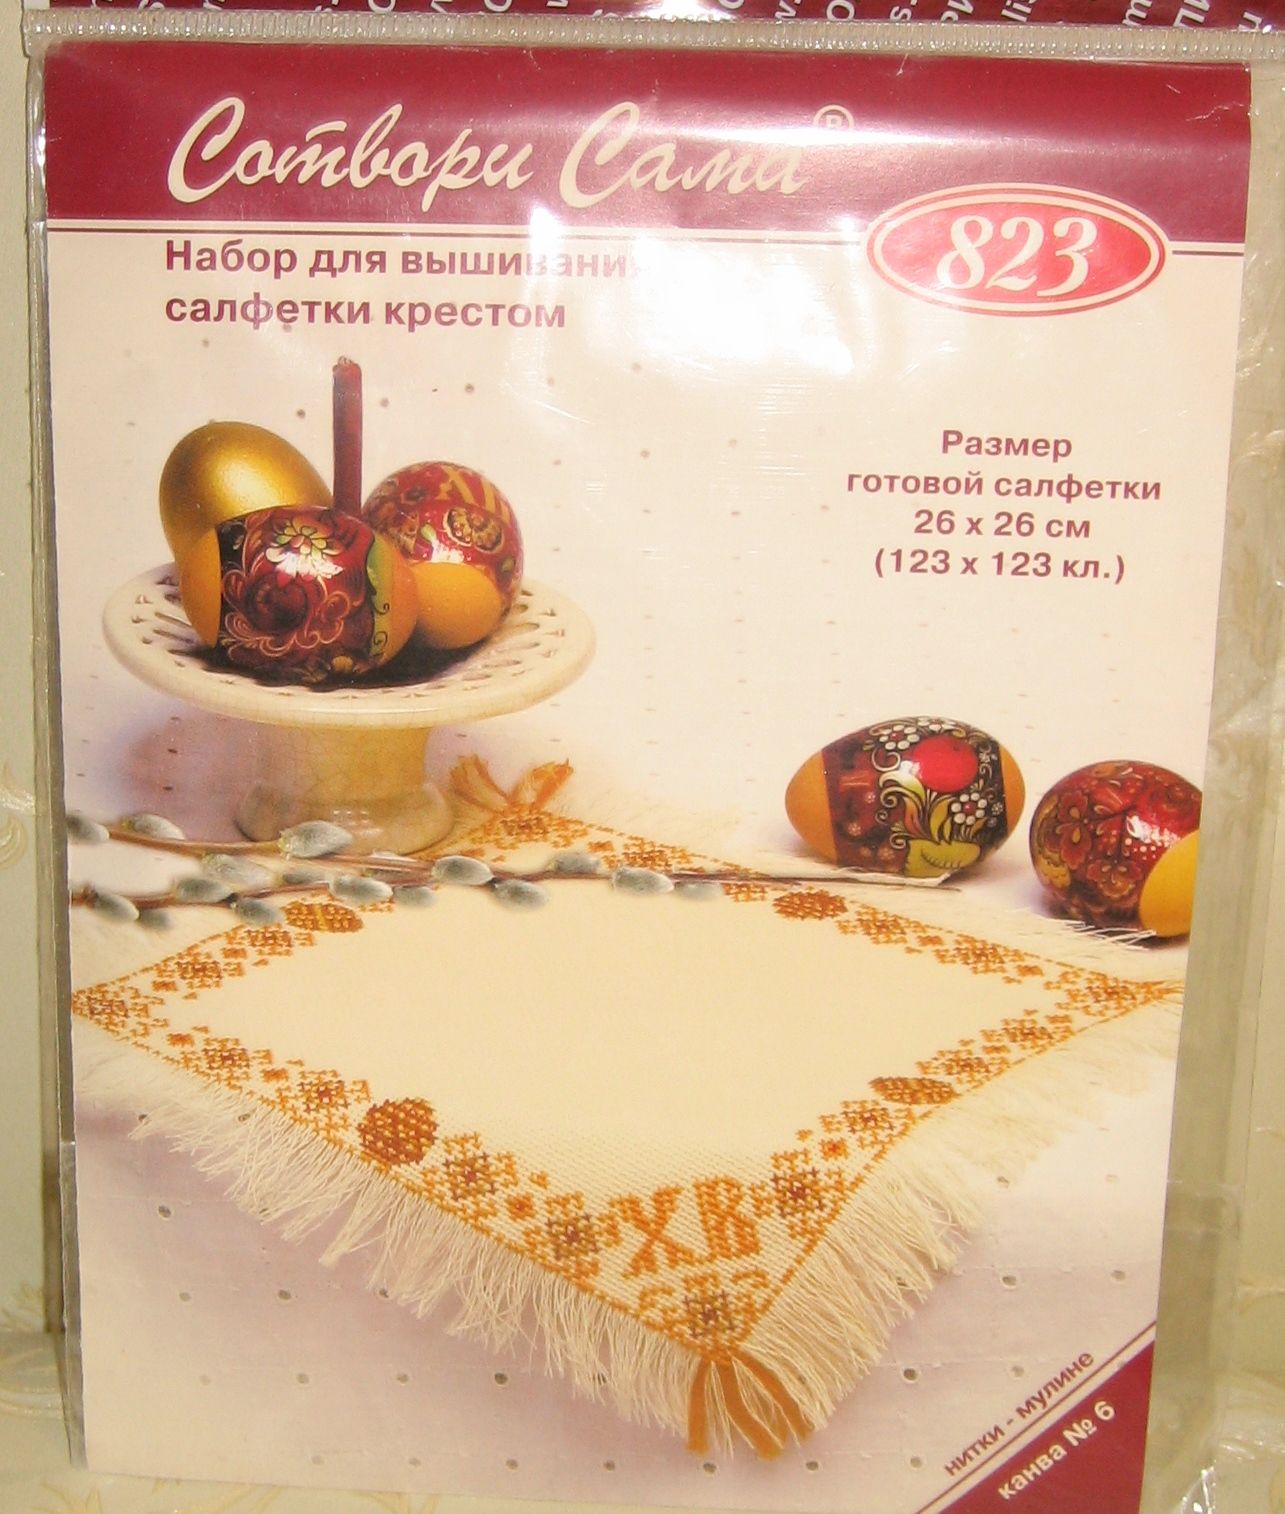 Сотвори Сама ®
823
Набор для вышивания
салфетки крестом
Размер
готовой салфетки
26 x 26 см
(123 x 123 кл.)
ХВ
нитки - мулине
канва № 6